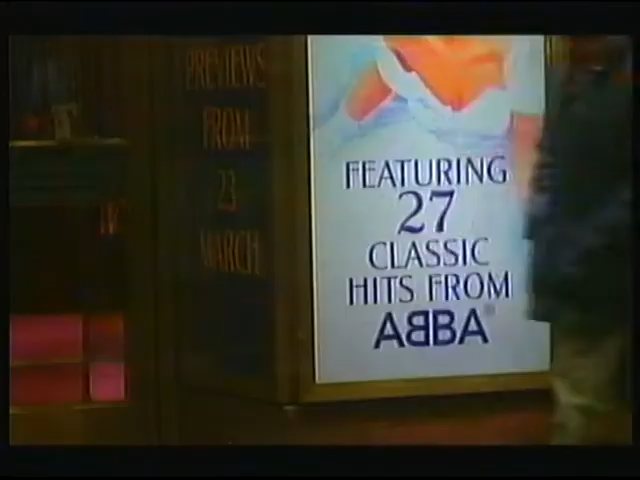 PREVIEWS
FROM
23
MARCH
FEATURING
27
CLASSIC
HITS FROM
ABBA®